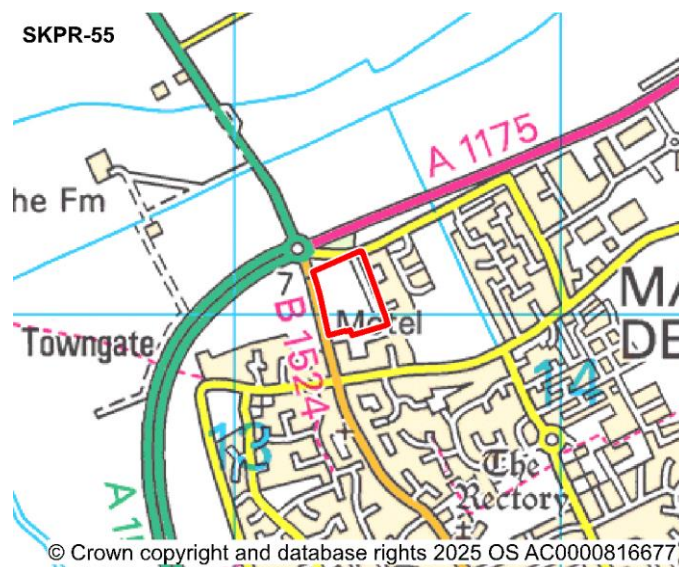 SKPR-55
A 1175
he Fm
7
Motel
MA
DE
Towngate
B 1524
14
13
The
Rectory
A 1
© Crown copyright and database rights 2025 OS AC0000816677